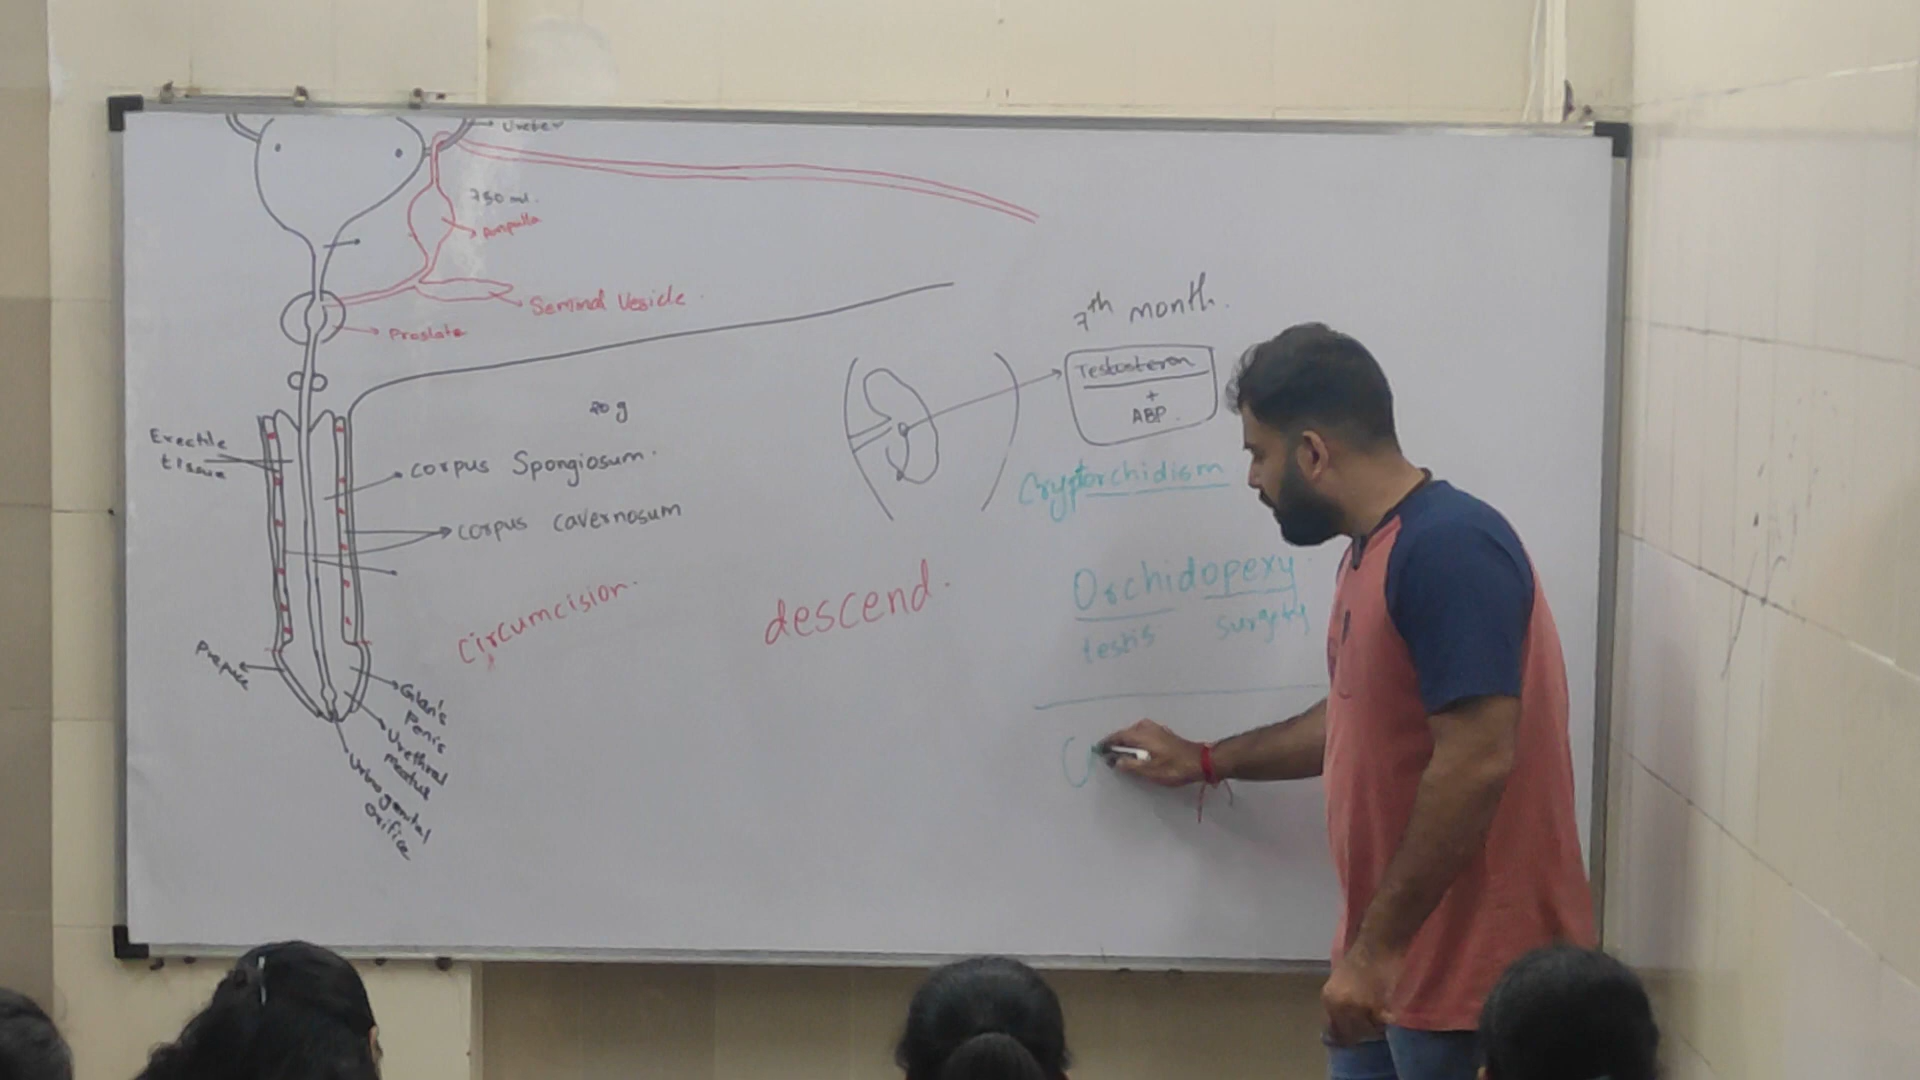 Ureter
750 ml.
Ampulla
Seminal Vesicle.
Prostate
20 g
Erectile
tissue
corpus Spongiosum.
corpus cavernosum
circumcision.
Prepuce
Glan's
Penis
Urethral
meatus
Urinogenital
orifice
descend.
7th month.
Testosteron
+
ABP.
Cryptorchidism
Orchidopexy
testis surgery